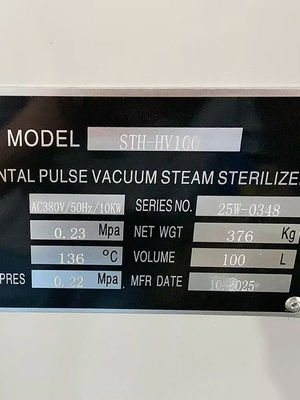 MODEL STH-HV100
NTAL PULSE VACUUM STEAM STERILIZE
AC380V/50Hz/10KW SERIES NO. 25W-0348
0.23 Mpa NET WGT 376 Kg
136 °C VOLUME 100 L
PRES 0.22 Mpa MFR DATE 10.2025